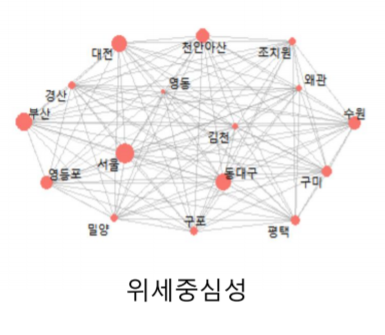 대전
천안아산
조치원
경산
영동
왜관
부산
김천
수원
서울
영등포
동대구
구미
밀양
구포
평택
위세중심성